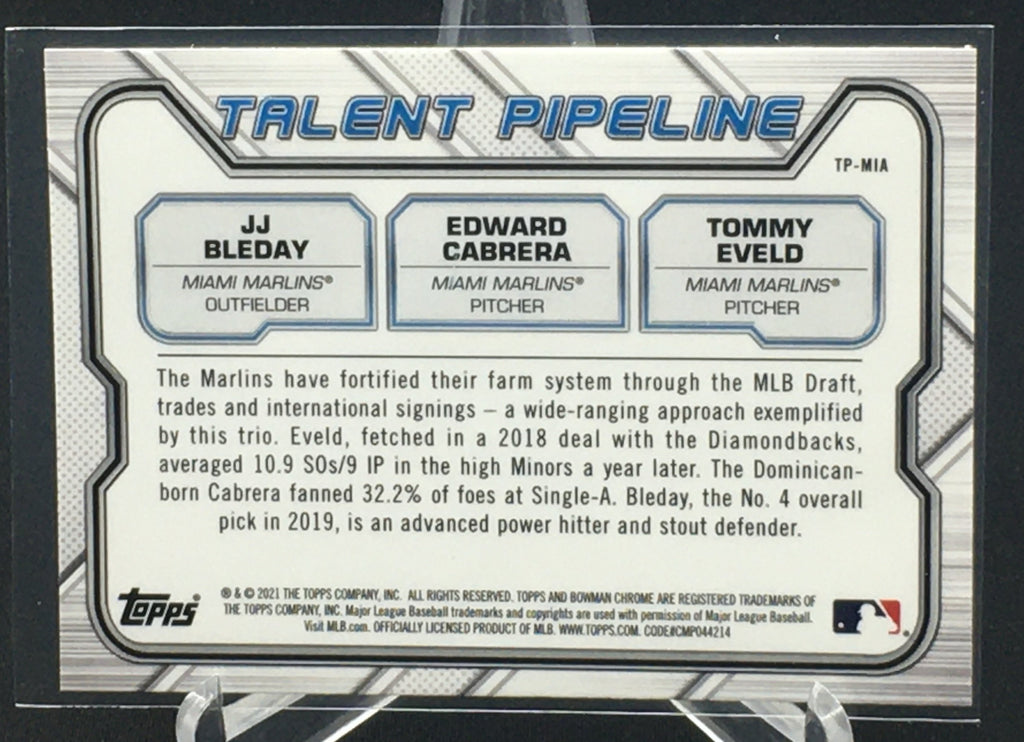 TALENT PIPELINE
TP-MIA
JJ
BLEDAY
MIAMI MARLINS®
OUTFIELDER
EDWARD
CABRERA
MIAMI MARLINS®
PITCHER
TOMMY
EVELD
MIAMI MARLINS®
PITCHER
The Marlins have fortified their farm system through the MLB Draft,
trades and international signings – a wide-ranging approach exemplified
by this trio. Eveld, fetched in a 2018 deal with the Diamondbacks,
averaged 10.9 SOs/9 IP in the high Minors a year later. The Dominican-
born Cabrera fanned 32.2% of foes at Single-A. Bleday, the No. 4 overall
pick in 2019, is an advanced power hitter and stout defender.
Topps®
® & © 2021 THE TOPPS COMPANY, INC. ALL RIGHTS RESERVED. TOPPS AND BOWMAN CHROME ARE REGISTERED TRADEMARKS OF
THE TOPPS COMPANY, INC. Major League Baseball trademarks and copyrights are used with permission of Major League Baseball.
Visit MLB.com. OFFICIALLY LICENSED PRODUCT OF MLB. WWW.TOPPS.COM. CODE#CMP044214